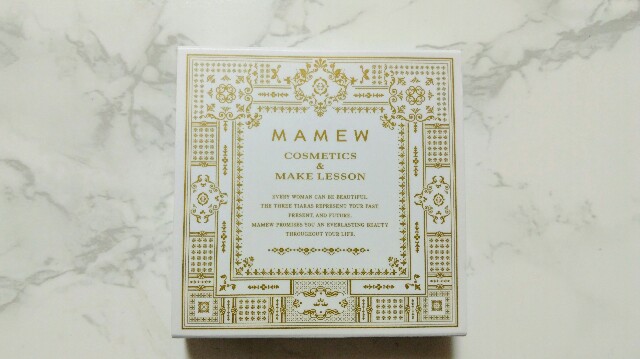 MAMEW
COSMETICS
&
MAKE LESSON
EVERY WOMAN CAN BE BEAUTIFUL.
THE THREE TIARAS REPRESENT YOUR PAST
PRESENT, AND FUTURE.
MAMEW PROMISES YOU AN EVERLASTING BEAUTY
THROUGHOUT YOUR LIFE.